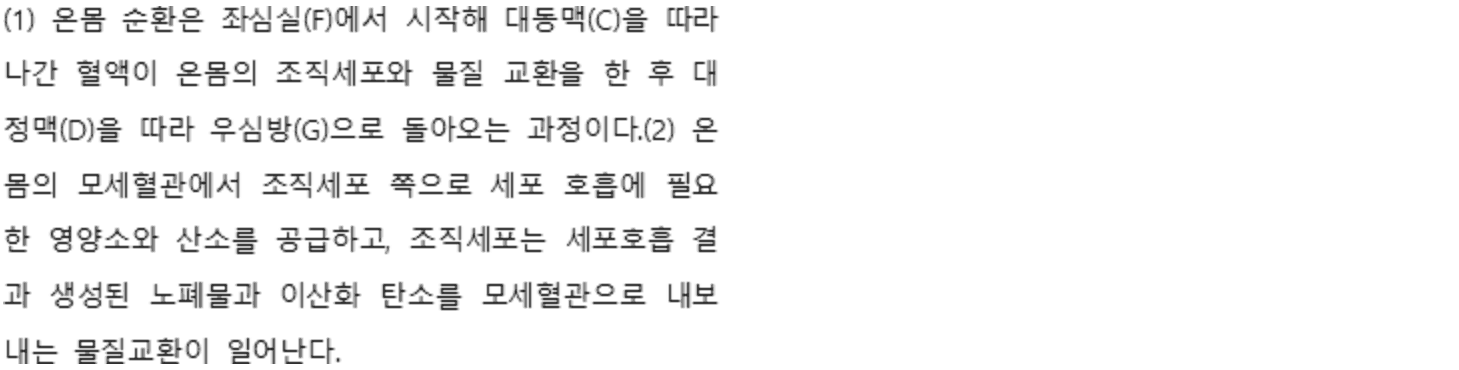 (1) 온몸 순환은 좌심실(F)에서 시작해 대동맥(C)을 따라
나간 혈액이 온몸의 조직세포와 물질 교환을 한 후 대
정맥(D)을 따라 우심방(G)으로 돌아오는 과정이다.(2) 온
몸의 모세혈관에서 조직세포 쪽으로 세포 호흡에 필요
한 영양소와 산소를 공급하고, 조직세포는 세포호흡 결
과 생성된 노폐물과 이산화 탄소를 모세혈관으로 내보
내는 물질교환이 일어난다.